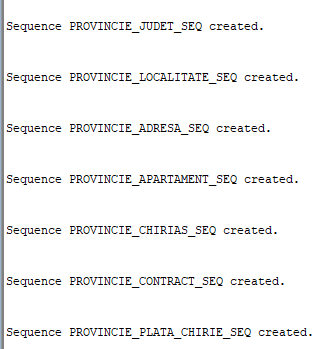 Sequence PROVINCIE_JUDET_SEQ created.
Sequence PROVINCIE_LOCALITATE_SEQ created.
Sequence PROVINCIE_ADRESA_SEQ created.
Sequence PROVINCIE_APARTAMENT_SEQ created.
Sequence PROVINCIE_CHIRIAS_SEQ created.
Sequence PROVINCIE_CONTRACT_SEQ created.
Sequence PROVINCIE_PLATA_CHIRIE_SEQ created.